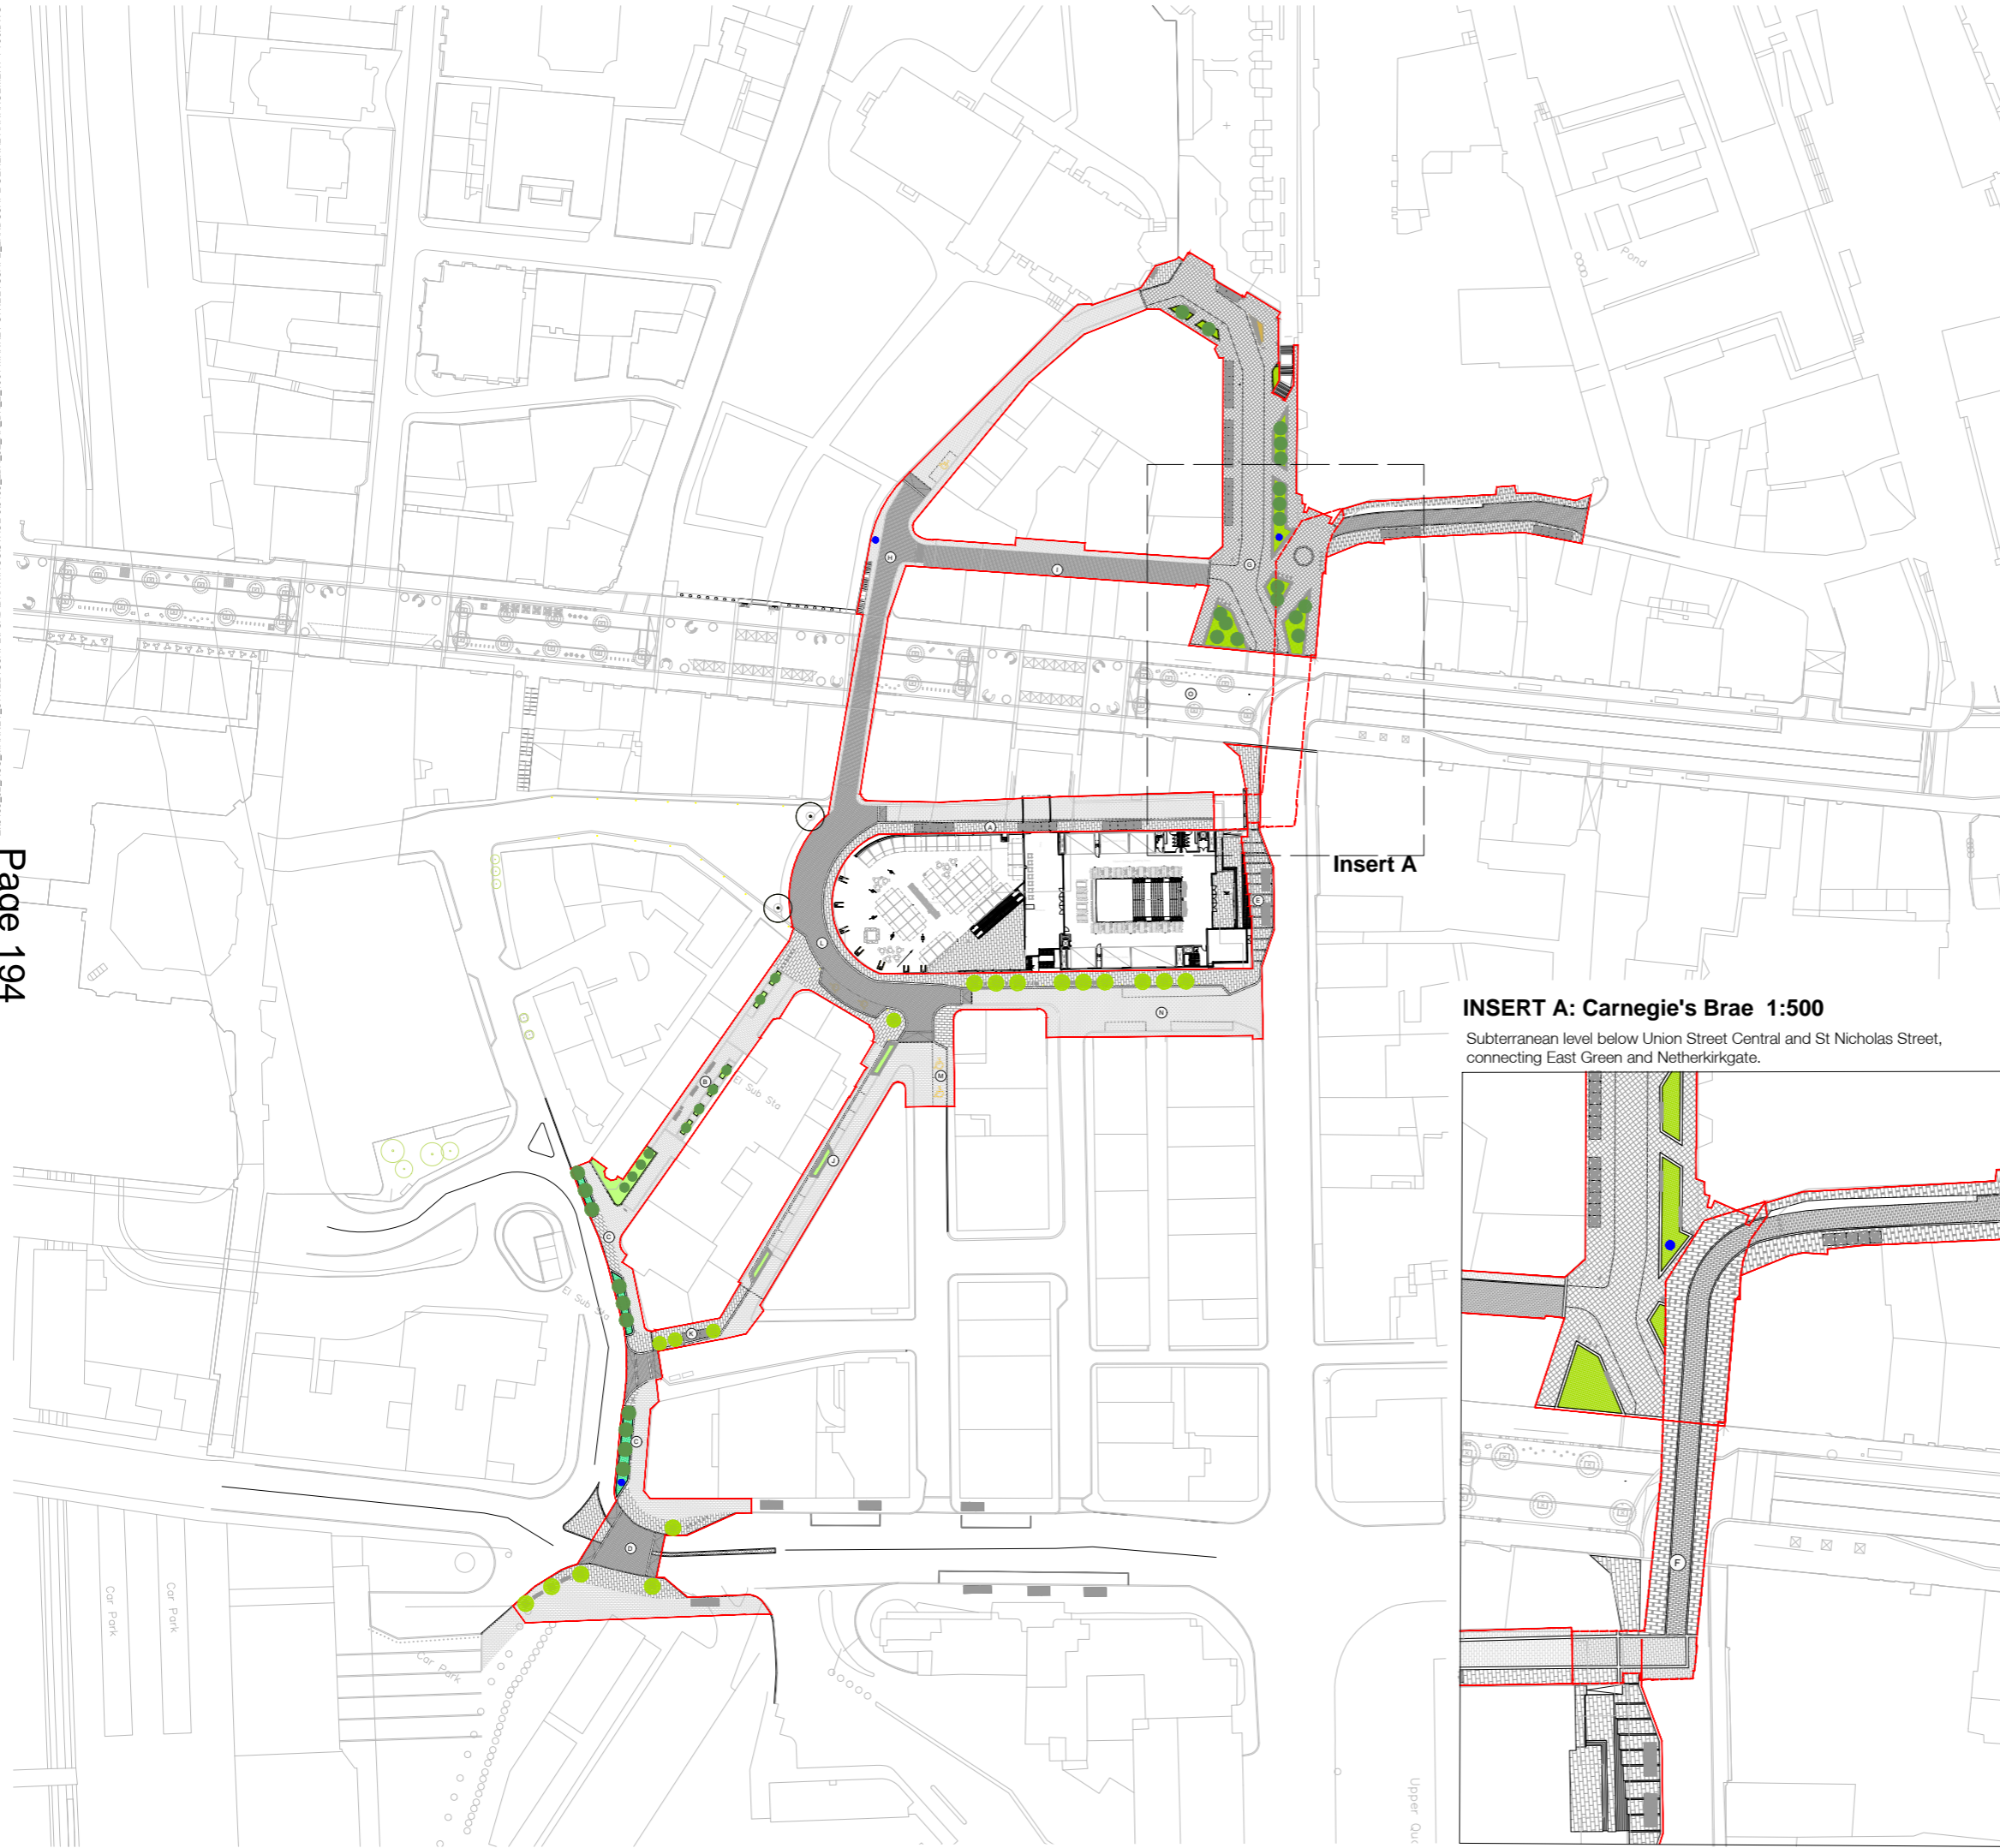 Pond
H
I
G
O
A
Insert A
E
L
N
M
B
El Sub Sta
J
C
El Sub Sta
K
C
D
Car Park
Car Park
Car Park
Upper Qu
Page 194
INSERT A: Carnegie's Brae 1:500
Subterranean level below Union Street Central and St Nicholas Street,
connecting East Green and Netherkirkgate.
F